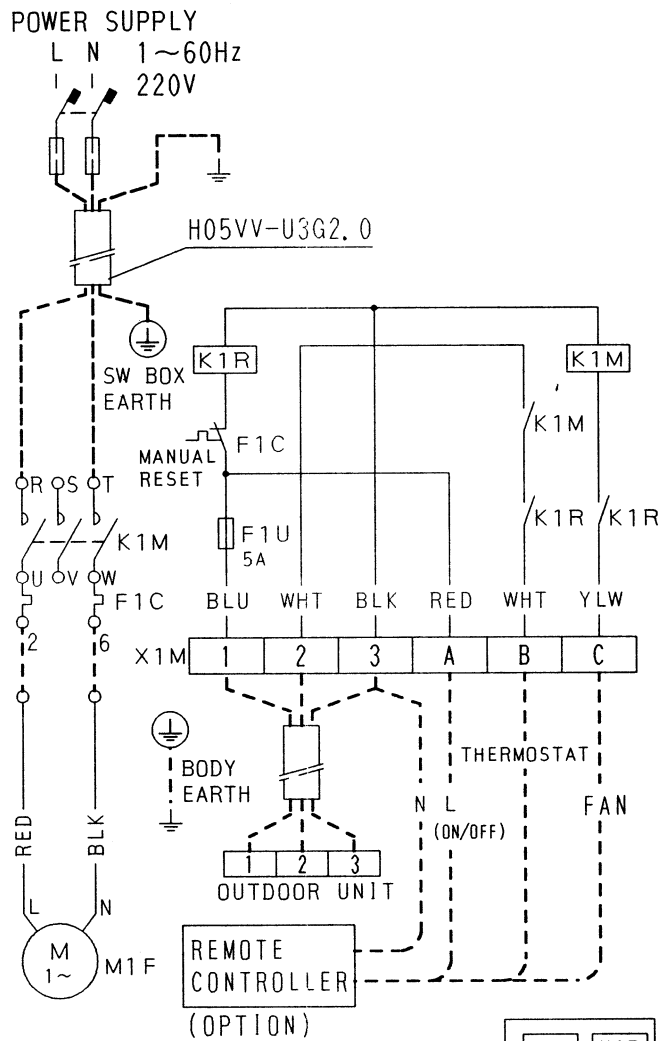 POWER SUPPLY
L N 1~60Hz
220V
H05VV-U3G2.0
SW BOX
EARTH
K1R
K1M
K1M
MANUAL
RESET
F1C
R S T
K1M
F1U
5A
K1R
K1R
U V W
F1C
BLU WHT BLK RED WHT YLW
2 6
X1M 1 2 3 A B C
BODY
EARTH
THERMOSTAT
N L
(ON/OFF)
FAN
RED
BLK
1 2 3
OUTDOOR UNIT
L N
M
1~
M1F
REMOTE
CONTROLLER
(OPTION)